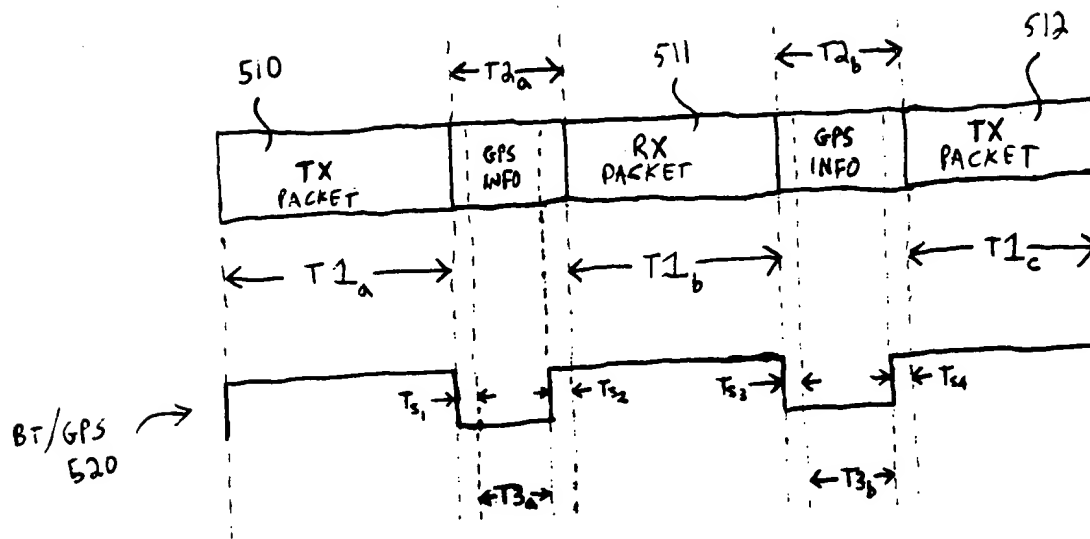 510
T2a
511
T2b
512
TX
PACKET
GPS
INFO
RX
PACKET
GPS
INFO
TX
PACKET
T1a
T1b
T1c
Ts1
Ts2
Ts3
Ts4
BT/GPS
520
T3a
T3b